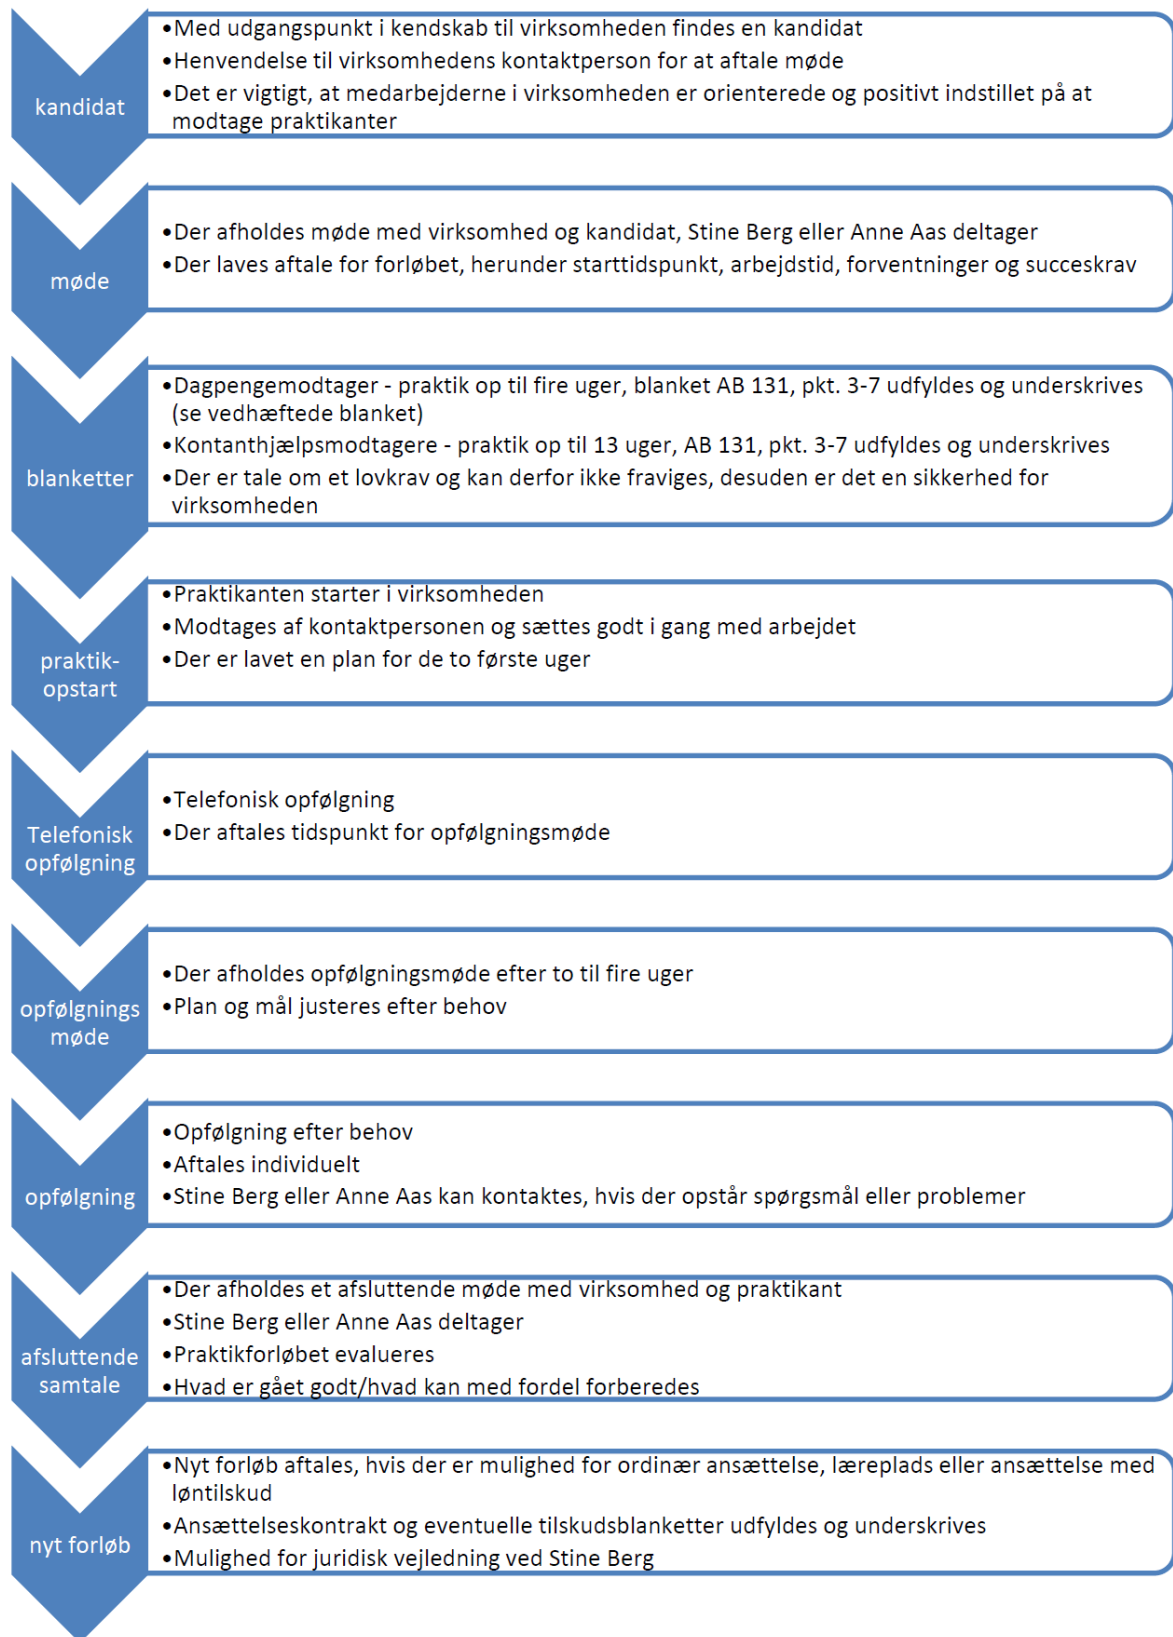 kandidat
•Med udgangspunkt i kendskab til virksomheden findes en kandidat
•Henvendelse til virksomhedens kontaktperson for at aftale møde
•Det er vigtigt, at medarbejderne i virksomheden er orienterede og positivt indstillet på at
modtage praktikanter
møde
•Der afholdes møde med virksomhed og kandidat, Stine Berg eller Anne Aas deltager
•Der laves aftale for forløbet, herunder starttidspunkt, arbejdstid, forventninger og succeskrav
blanketter
•Dagpengemodtager - praktik op til fire uger, blanket AB 131, pkt. 3-7 udfyldes og underskrives
(se vedhæftede blanket)
•Kontanthjælpsmodtagere - praktik op til 13 uger, AB 131, pkt. 3-7 udfyldes og underskrives
•Der er tale om et lovkrav og kan derfor ikke fraviges, desuden er det en sikkerhed for
virksomheden
praktik-
opstart
•Praktikanten starter i virksomheden
•Modtages af kontaktpersonen og sættes godt i gang med arbejdet
•Der er lavet en plan for de to første uger
Telefonisk
opfølgning
•Telefonisk opfølgning
•Der aftales tidspunkt for opfølgningsmøde
opfølgnings
møde
•Der afholdes opfølgningsmøde efter to til fire uger
•Plan og mål justeres efter behov
opfølgning
•Opfølgning efter behov
•Aftales individuelt
•Stine Berg eller Anne Aas kan kontaktes, hvis der opstår spørgsmål eller problemer
afsluttende
samtale
•Der afholdes et afsluttende møde med virksomhed og praktikant
•Stine Berg eller Anne Aas deltager
•Praktikforløbet evalueres
•Hvad er gået godt/hvad kan med fordel forberedes
nyt forløb
•Nyt forløb aftales, hvis der er mulighed for ordinær ansættelse, læreplads eller ansættelse med
løntilskud
•Ansættelseskontrakt og eventuelle tilskudsblanketter udfyldes og underskrives
•Mulighed for juridisk vejledning ved Stine Berg